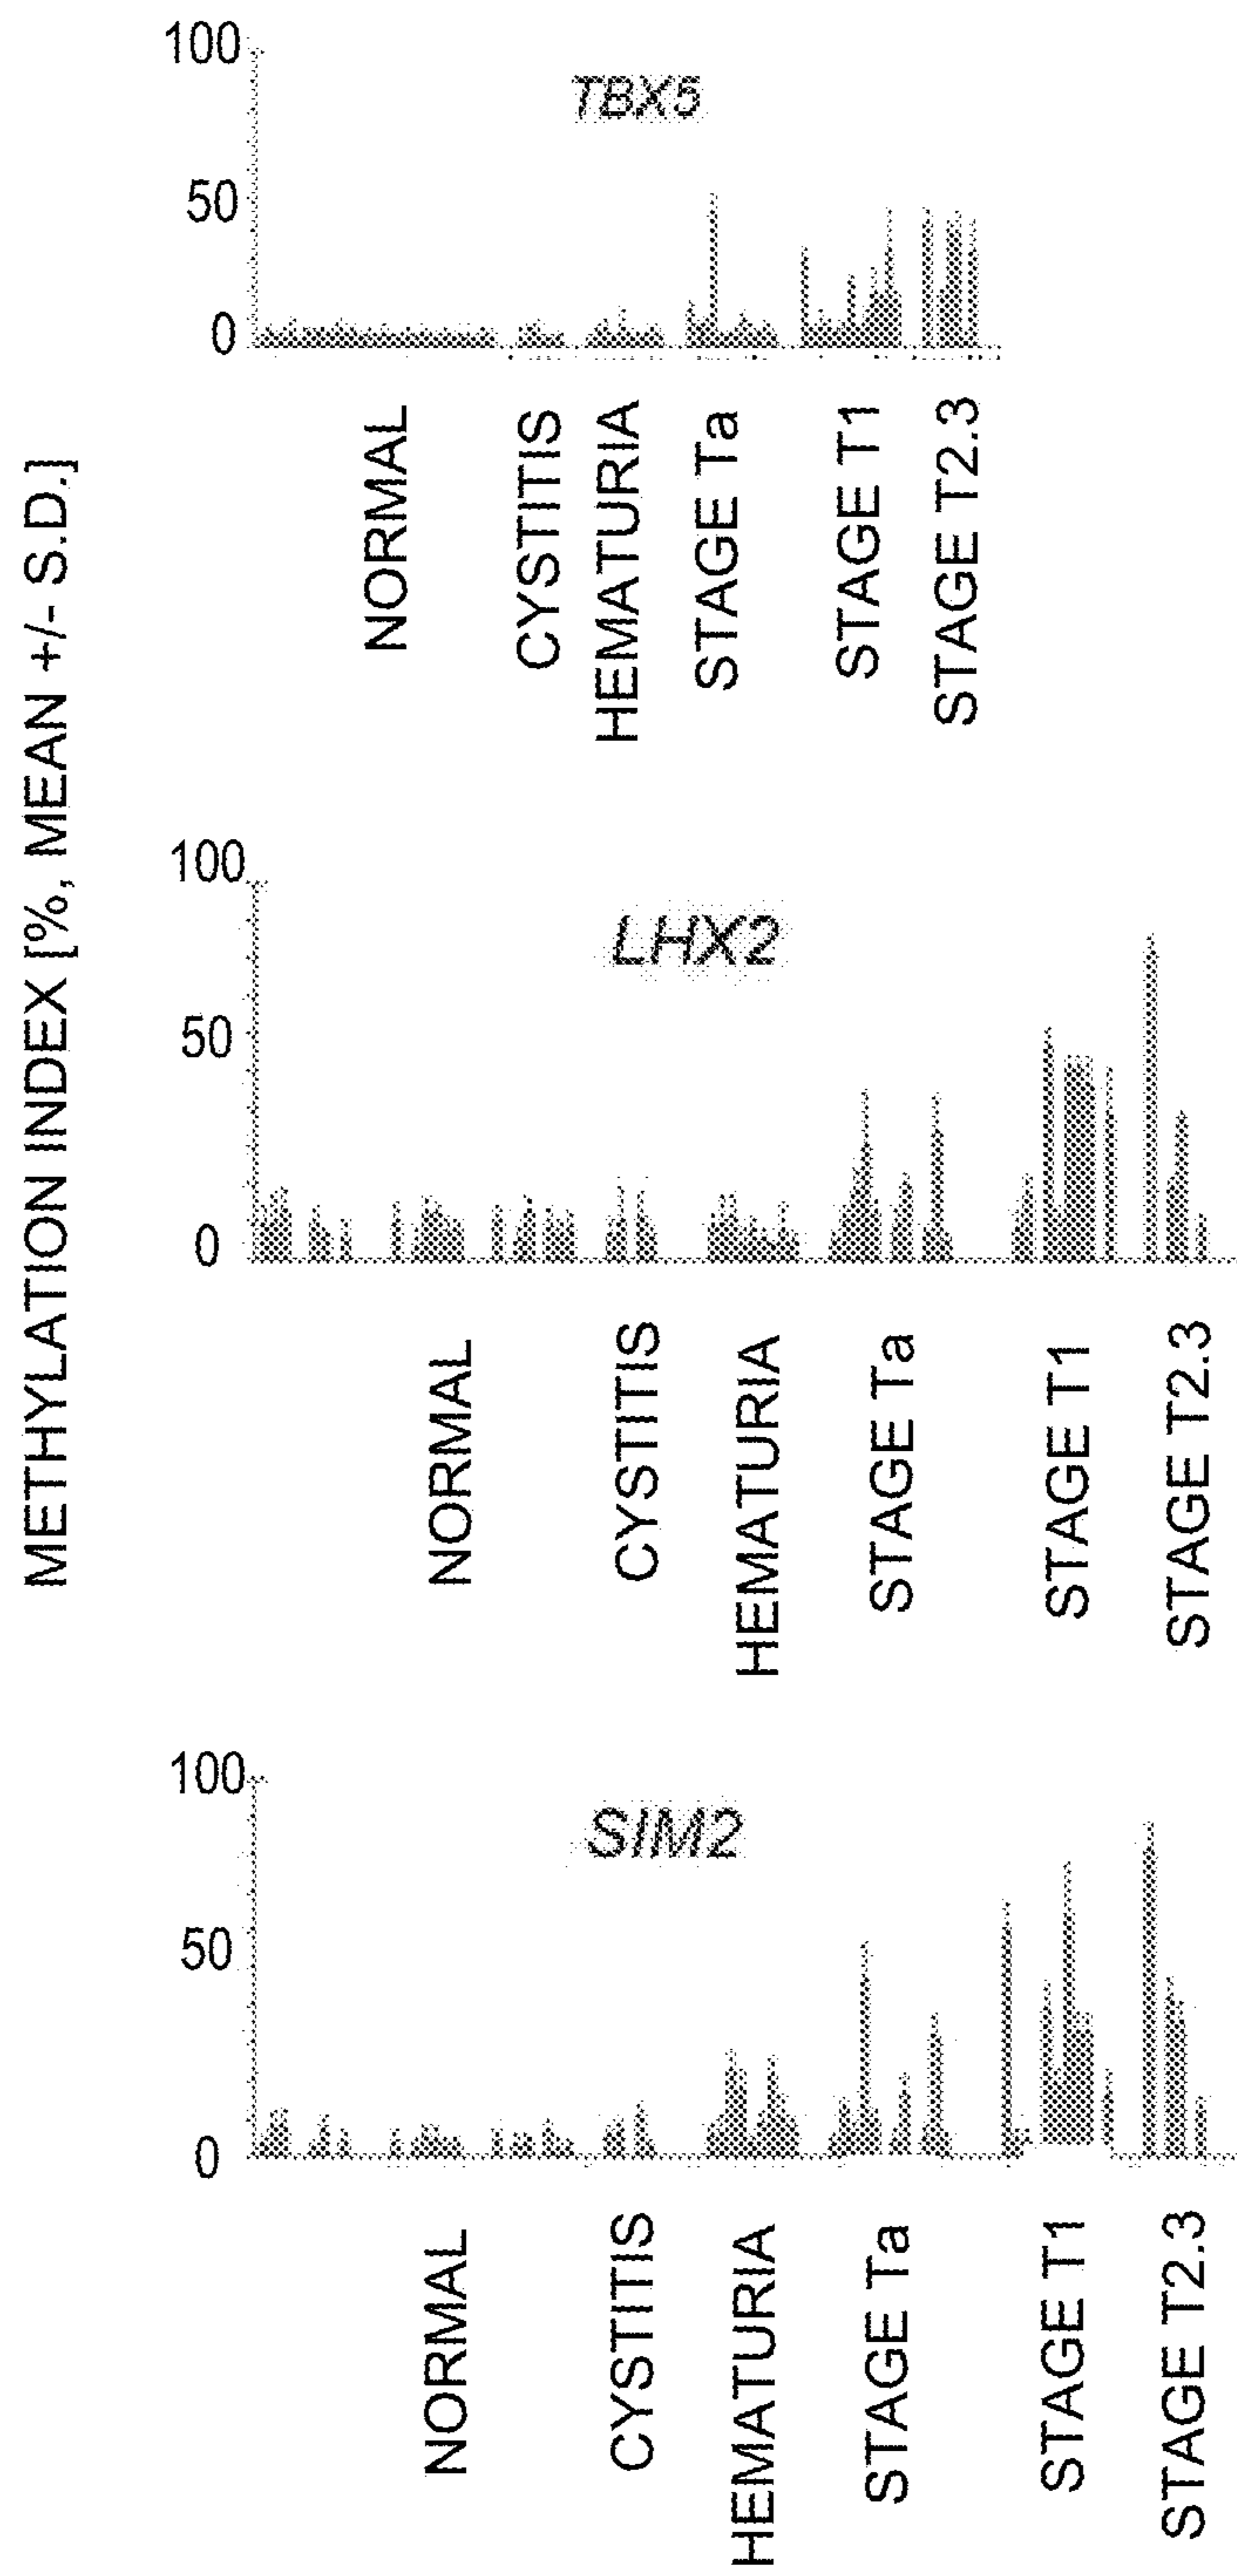 METHYLATION INDEX [%, MEAN +/- S.D.]
100
TBX5
50
0
NORMAL
CYSTITIS
HEMATURIA
STAGE Ta
STAGE T1
STAGE T2.3
100
LHX2
50
0
NORMAL
CYSTITIS
HEMATURIA
STAGE Ta
STAGE T1
STAGE T2.3
100
SIM2
50
0
NORMAL
CYSTITIS
HEMATURIA
STAGE Ta
STAGE T1
STAGE T2.3